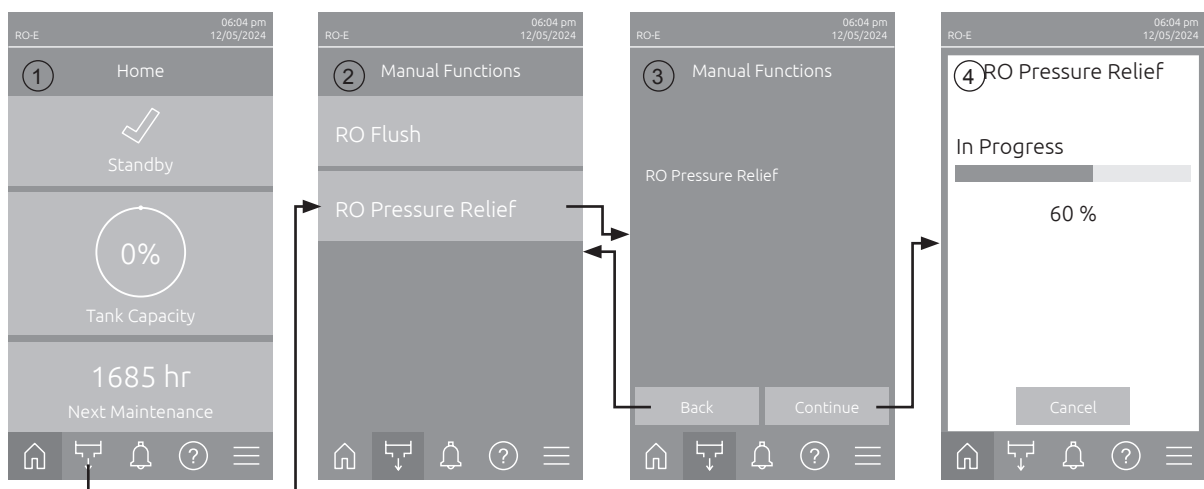 06:04 pm
RO-E 12/05/2024
1 Home
Standby
0%
Tank Capacity
1685 hr
Next Maintenance
?
06:04 pm
RO-E 12/05/2024
2 Manual Functions
RO Flush
RO Pressure Relief
?
06:04 pm
RO-E 12/05/2024
3 Manual Functions
RO Pressure Relief
Back Continue
?
06:04 pm
RO-E 12/05/2024
4 RO Pressure Relief
In Progress
60 %
Cancel
?